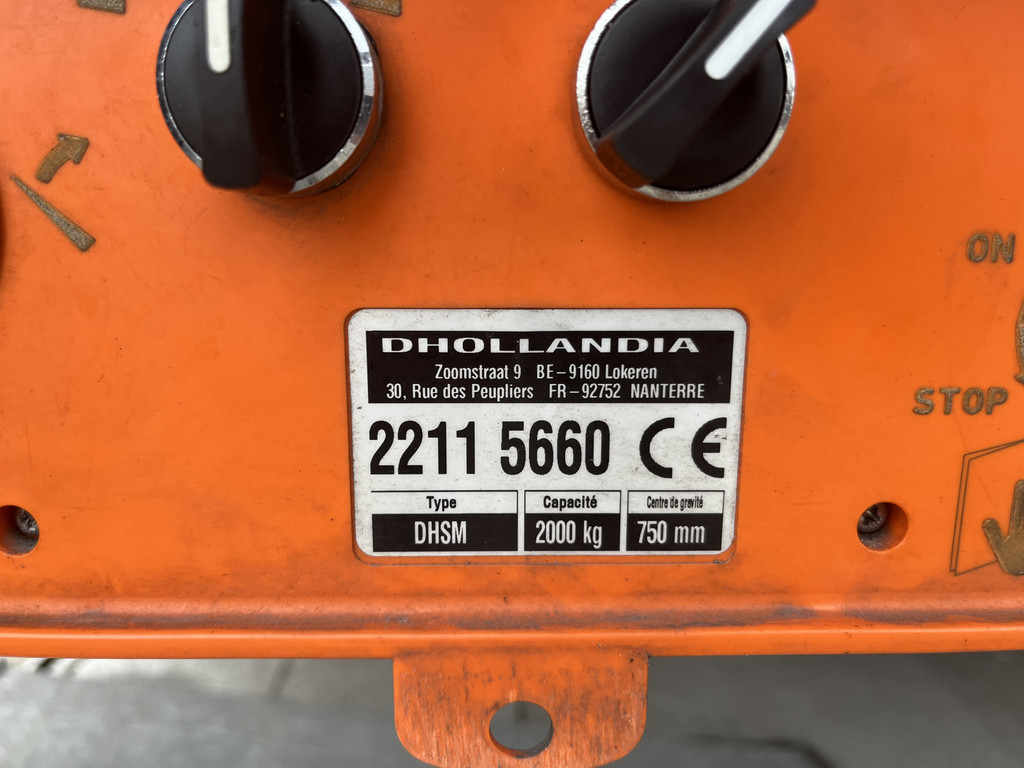 ON
STOP
DHOLLANDIA
Zoomstraat 9 BE-9160 Lokeren
30, Rue des Peupliers FR-92752 NANTERRE
2211 5660 CE
Type Capacité Centre de gravité
DHSM 2000 kg 750 mm